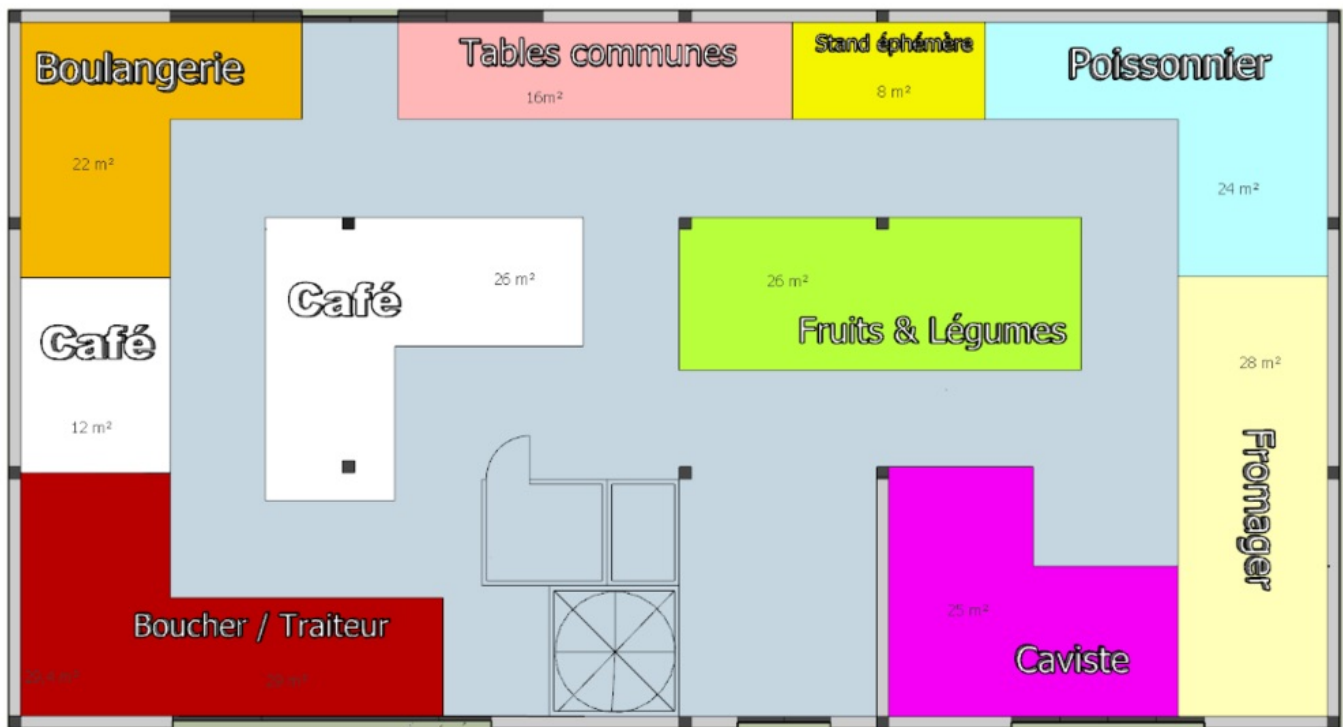 Boulangerie
22 m²
Tables communes
16m²
Stand éphémère
8 m²
Poissonnier
24 m²
Café
26 m²
26 m²
Fruits & Légumes
Café
12 m²
28 m²
Fromager
Boucher / Traiteur
25 m²
Caviste